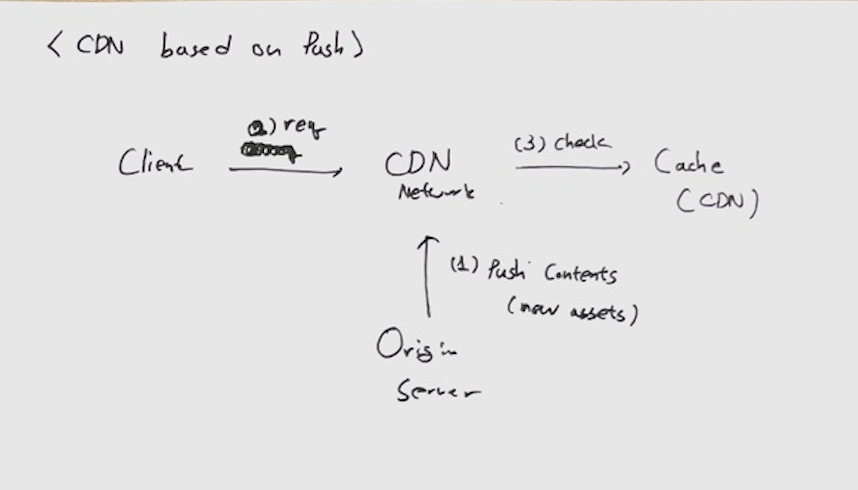 < CDN based on Push >
2) req
Client
CDN
Network
(3) Check
Cache
(CDN)
(1) Push Contents
(new assets)
Origin
Server